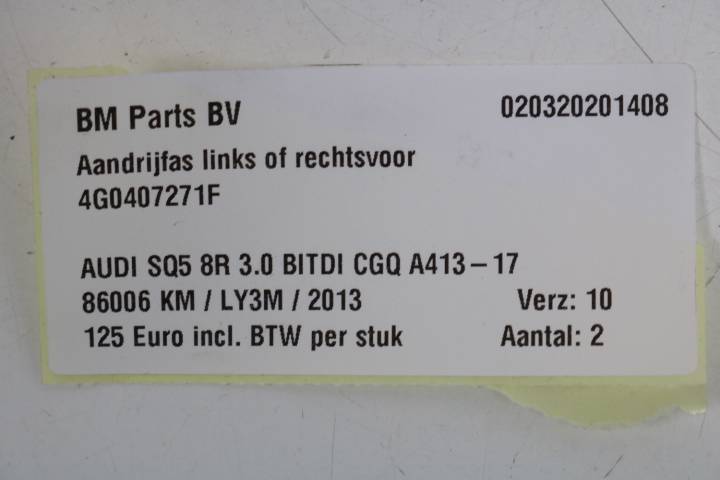 BM Parts BV 020320201408
Aandrijfas links of rechtsvoor
4G0407271F
AUDI SQ5 8R 3.0 BITDI CGQ A413-17
86006 KM / LY3M / 2013 Verz: 10
125 Euro incl. BTW per stuk Aantal: 2